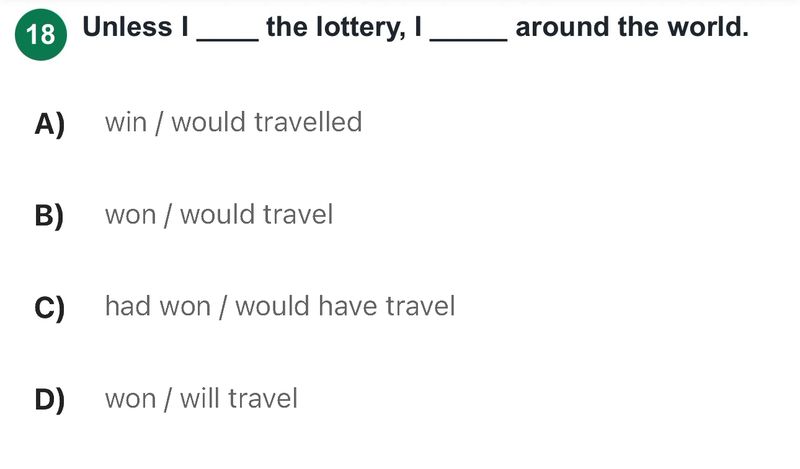 18 Unless I ____ the lottery, I _____ around the world.
A) win / would travelled
B) won / would travel
C) had won / would have travel
D) won / will travel